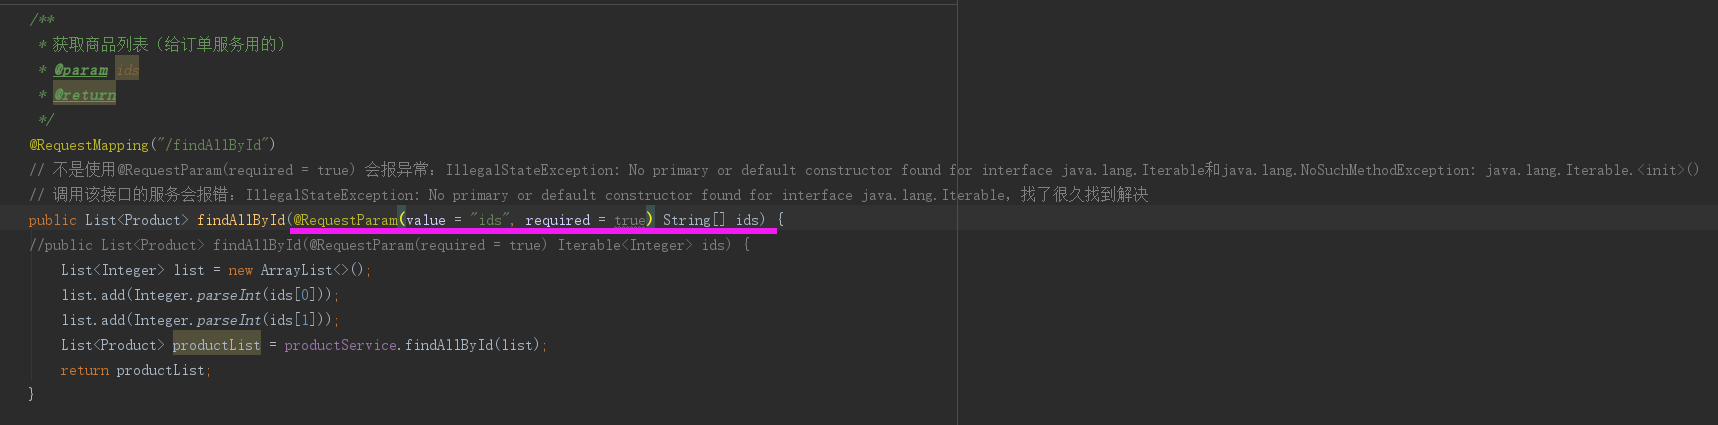 /**
 * 获取商品列表（给订单服务用的）
 * @param ids
 * @return
 */
@RequestMapping("/findAllById")
// 不是使用@RequestParam(required = true) 会报异常：IllegalStateException: No primary or default constructor found for interface java.lang.Iterable和java.lang.NoSuchMethodException: java.lang.Iterable.<init>()
// 调用该接口的服务会报错：IllegalStateException: No primary or default constructor found for interface java.lang.Iterable，找了很久找到解决
public List<Product> findAllById(@RequestParam(value = "ids", required = true) String[] ids) {
//public List<Product> findAllById(@RequestParam(required = true) Iterable<Integer> ids) {
    List<Integer> list = new ArrayList<>();
    list.add(Integer.parseInt(ids[0]));
    list.add(Integer.parseInt(ids[1]));
    List<Product> productList = productService.findAllById(list);
    return productList;
}